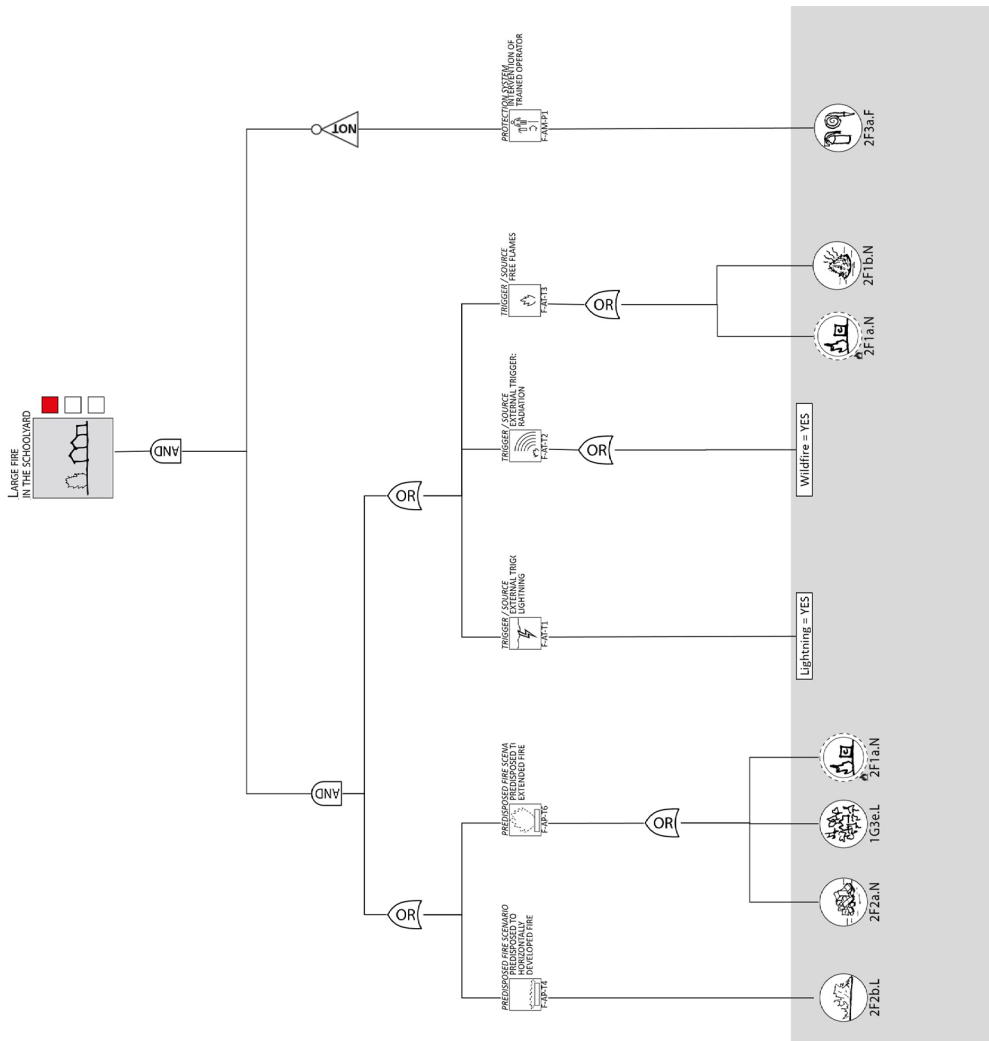 LARGE FIRE
IN THE SCHOOLYARD
AND
AND
NOT
OR
OR
PREDISPOSED FIRE SCENARIO
PREDISPOSED TO
HORIZONTALLY
DEVELOPED FIRE
F-AP-T4
PREDISPOSED FIRE SCENA
PREDISPOSED TI
EXTENDED FIRE
F-AP-T6
TRIGGER / SOURCE
EXTERNAL TRIG(
LIGHTNING
F-AT-T1
TRIGGER / SOURCE
EXTERNAL TRIGGER:
RADIATION
F-AT-T2
TRIGGER / SOURCE
FREE FLAMES
F-AT-T3
PROTECTION SYSTEM
INTERVENTION OF
TRAINED OPERATOR
F-AM-P1
OR
OR
OR
Lightning = YES
Wildfire = YES
2F2b.L
2F2a.N
1G3e.L
2F1a.N
2F1a.N
2F1b.N
2F3a.F